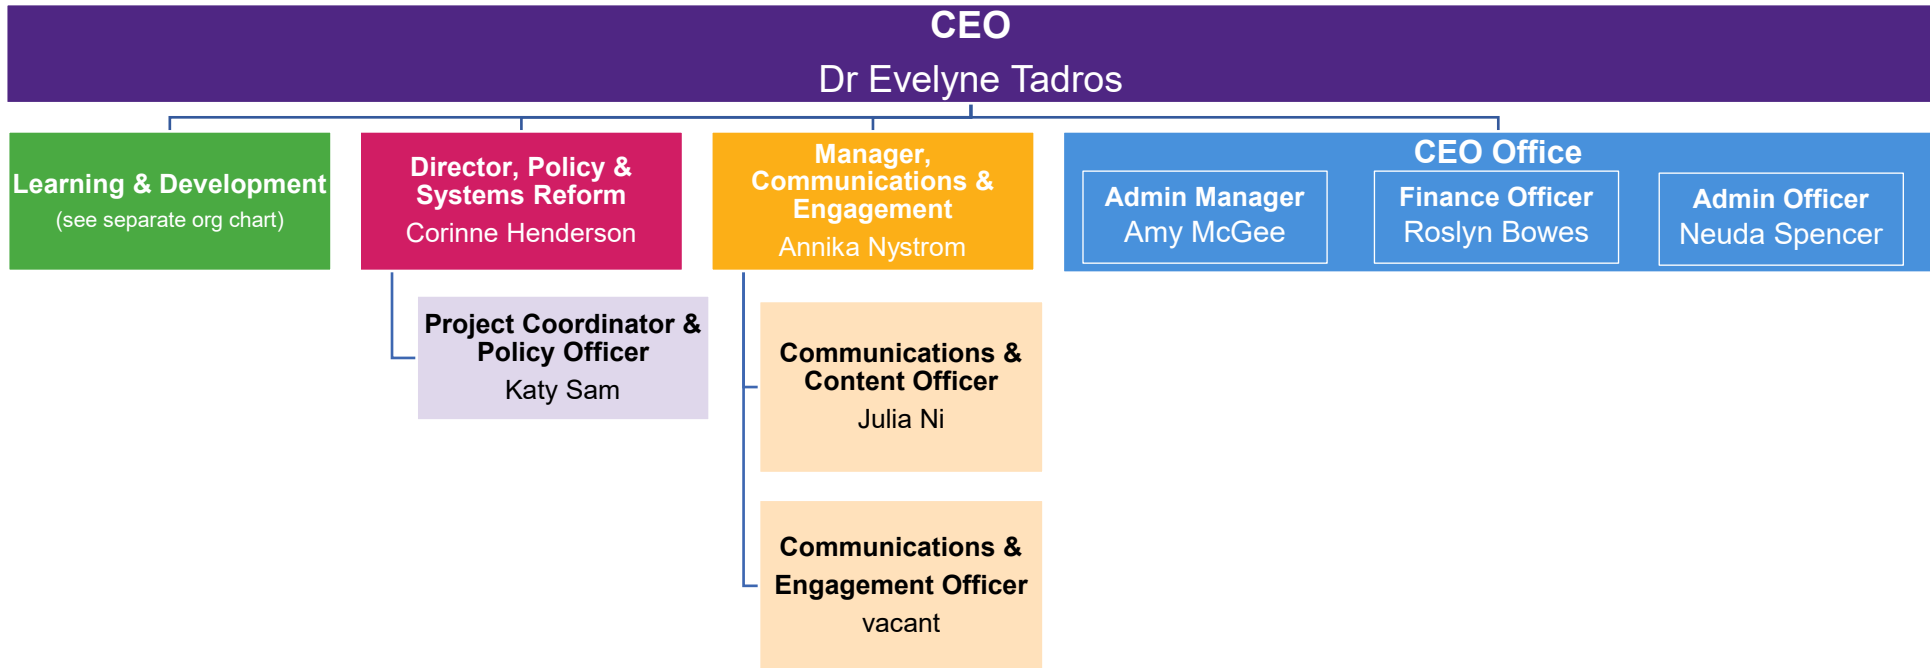 CEO
Dr Evelyne Tadros
Learning & Development
(see separate org chart)
Director, Policy &
Systems Reform
Corinne Henderson
Manager,
Communications &
Engagement
Annika Nystrom
CEO Office
Admin Manager
Amy McGee
Finance Officer
Roslyn Bowes
Admin Officer
Neuda Spencer
Project Coordinator &
Policy Officer
Katy Sam
Communications &
Content Officer
Julia Ni
Communications &
Engagement Officer
vacant